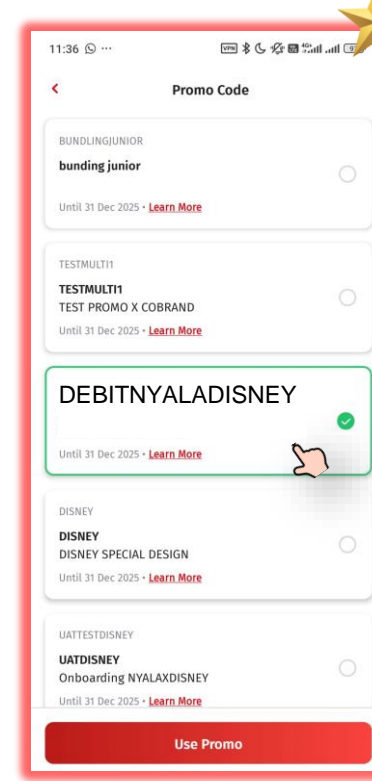 11:36
VPN 4G
Promo Code
BUNDLINGJUNIOR
bunding junior
Until 31 Dec 2025 • Learn More
TESTMULTI1
TESTMULTI1
TEST PROMO X COBRAND
Until 31 Dec 2025 • Learn More
DEBITNYALADISNEY
Until 31 Dec 2025 • Learn More
DISNEY
DISNEY
DISNEY SPECIAL DESIGN
Until 31 Dec 2025 • Learn More
UATTESTDISNEY
UATDISNEY
Onboarding NYALAXDISNEY
Until 31 Dec 2025 • Learn More
Use Promo